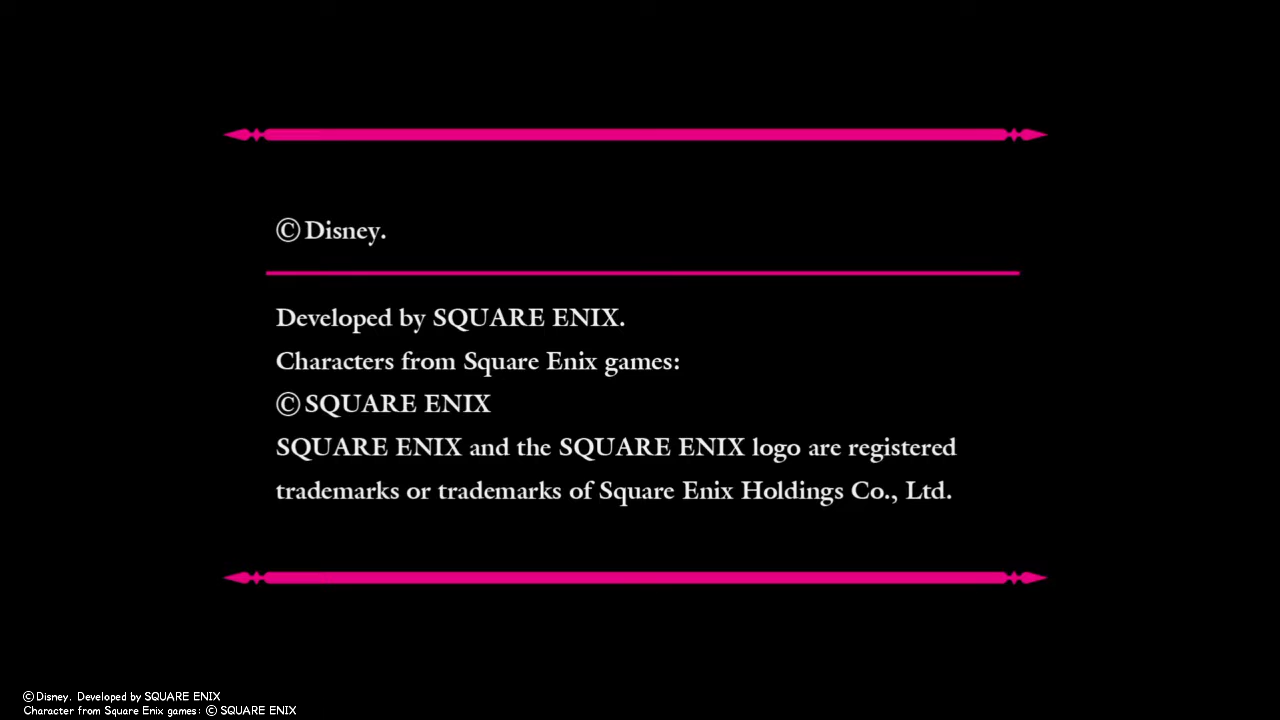 © Disney.
Developed by SQUARE ENIX.
Characters from Square Enix games:
© SQUARE ENIX
SQUARE ENIX and the SQUARE ENIX logo are registered
trademarks or trademarks of Square Enix Holdings Co., Ltd.
© Disney. Developed by SQUARE ENIX
Character from Square Enix games: © SQUARE ENIX